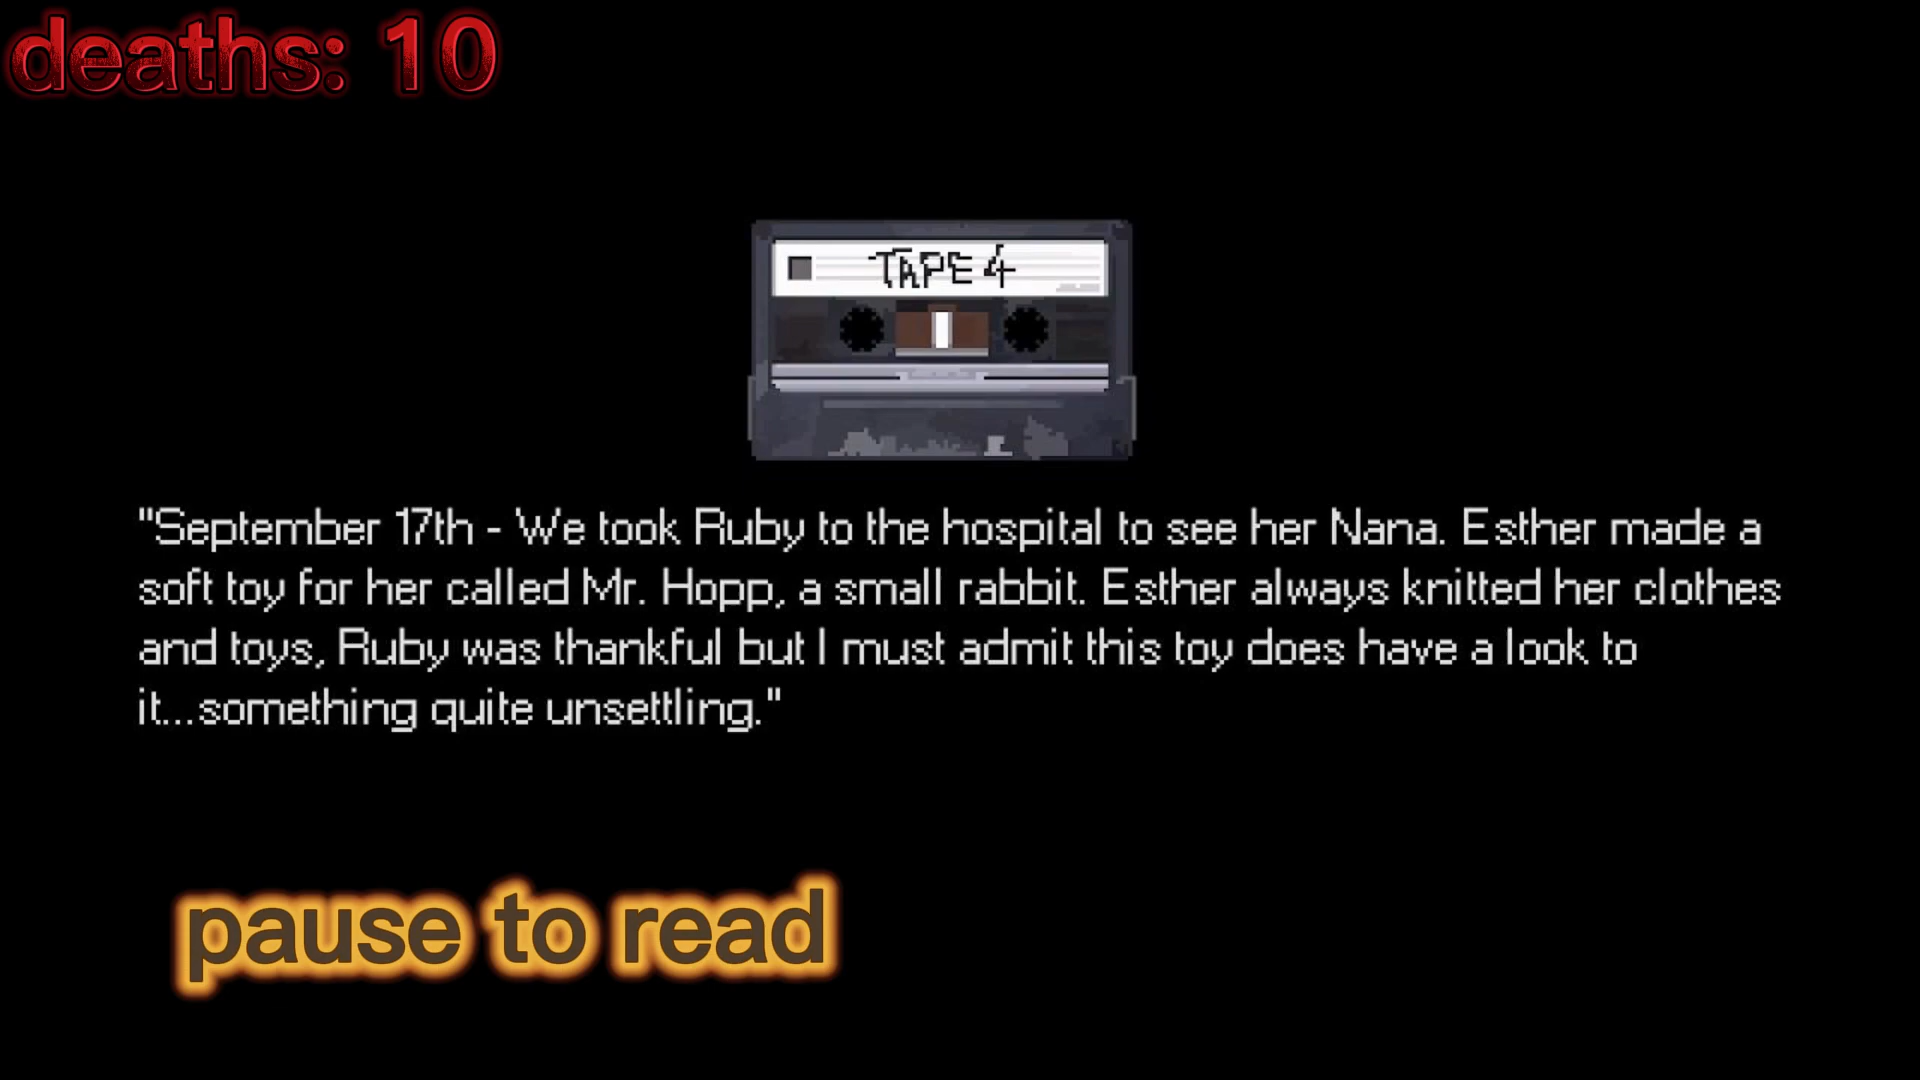 deaths: 10
TAPE 4
"September 17th - We took Ruby to the hospital to see her Nana. Esther made a
soft toy for her called Mr. Hopp, a small rabbit. Esther always knitted her clothes
and toys, Ruby was thankful but I must admit this toy does have a look to
it...something quite unsettling."
pause to read